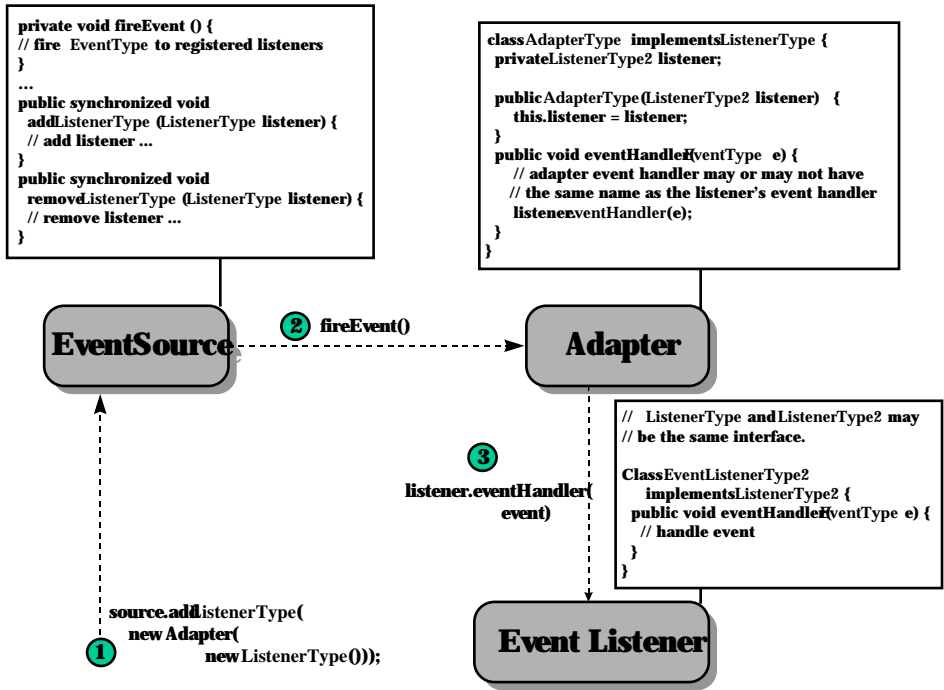 private void fireEvent () {
// fire EventType to registered listeners
}
...
public synchronized void
addListenerType (ListenerType listener) {
// add listener ...
}
public synchronized void
removeListenerType (ListenerType listener) {
// remove listener ...
}
class AdapterType implements ListenerType {
private ListenerType2 listener;
public AdapterType (ListenerType2 listener) {
this.listener = listener;
}
public void eventHandler(EventType e) {
// adapter event handler may or may not have
// the same name as the listener's event handler
listener.eventHandler(e);
}
}
EventSource
2 fireEvent()
Adapter
3
listener.eventHandler(
event)
// ListenerType and ListenerType2 may
// be the same interface.
Class EventListenerType2
implements ListenerType2 {
public void eventHandler(EventType e) {
// handle event
}
}
1
source.addListenerType(
new Adapter(
new ListenerType()));
Event Listener